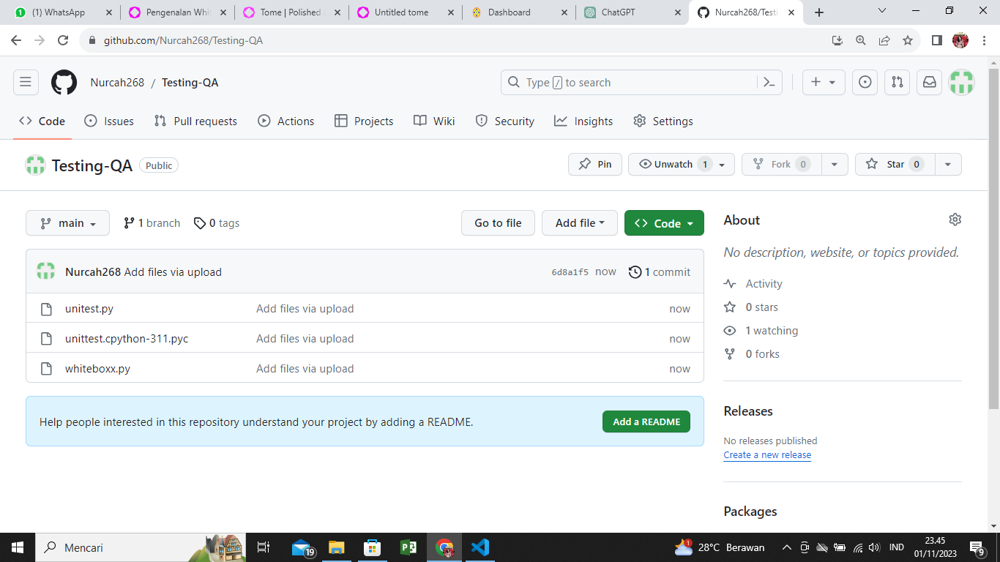 (1) WhatsApp
Pengenalan Whi
Tome | Polished
Untitled tome
Dashboard
ChatGPT
Nurcah268/Testi
github.com/Nurcah268/Testing-QA
Nurcah268 / Testing-QA
Type / to search
Code
Issues
Pull requests
Actions
Projects
Wiki
Security
Insights
Settings
Testing-QA Public
Pin
Unwatch 1
Fork 0
Star 0
main
1 branch
0 tags
Go to file
Add file
Code
Nurcah268 Add files via upload
6d8a1f5 now
1 commit
unitest.py Add files via upload now
unittest.cpython-311.pyc Add files via upload now
whiteboxx.py Add files via upload now
Help people interested in this repository understand your project by adding a README.
Add a README
About
No description, website, or topics provided.
Activity
0 stars
1 watching
0 forks
Releases
No releases published
Create a new release
Packages
Mencari
19
1
28°C Berawan
IND
23.45
01/11/2023
9